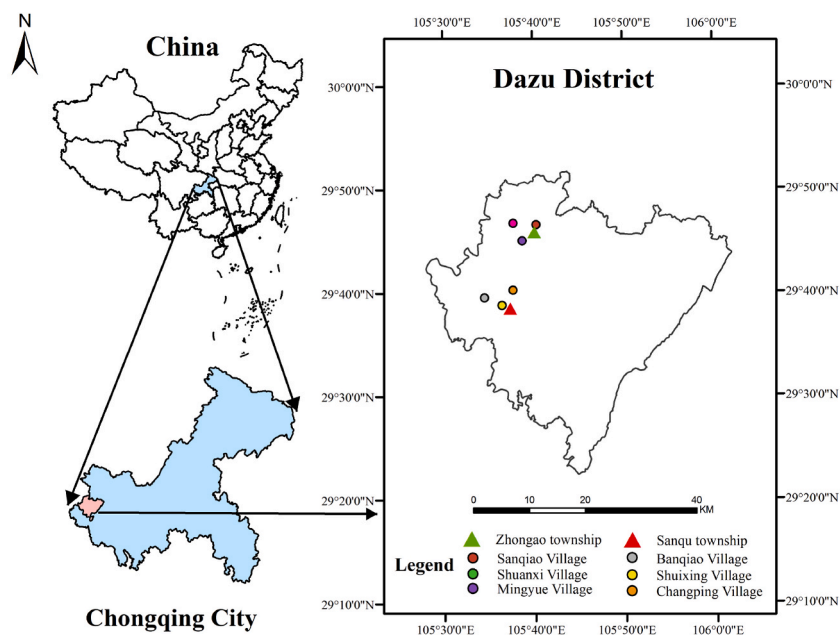 N
China
105°30'0"E 105°40'0"E 105°50'0"E 106°0'0"E
Dazu District
30°0'0"N
30°0'0"N
29°50'0"N
29°50'0"N
29°40'0"N
29°40'0"N
29°30'0"N
29°30'0"N
29°20'0"N
29°20'0"N
29°10'0"N
29°10'0"N
0 10 20 40
KM
Legend
Zhongao township
Sanqiao Village
Shuanxi Village
Mingyue Village
Sanqu township
Banqiao Village
Shuixing Village
Changping Village
Chongqing City
105°30'0"E 105°40'0"E 105°50'0"E 106°0'0"E